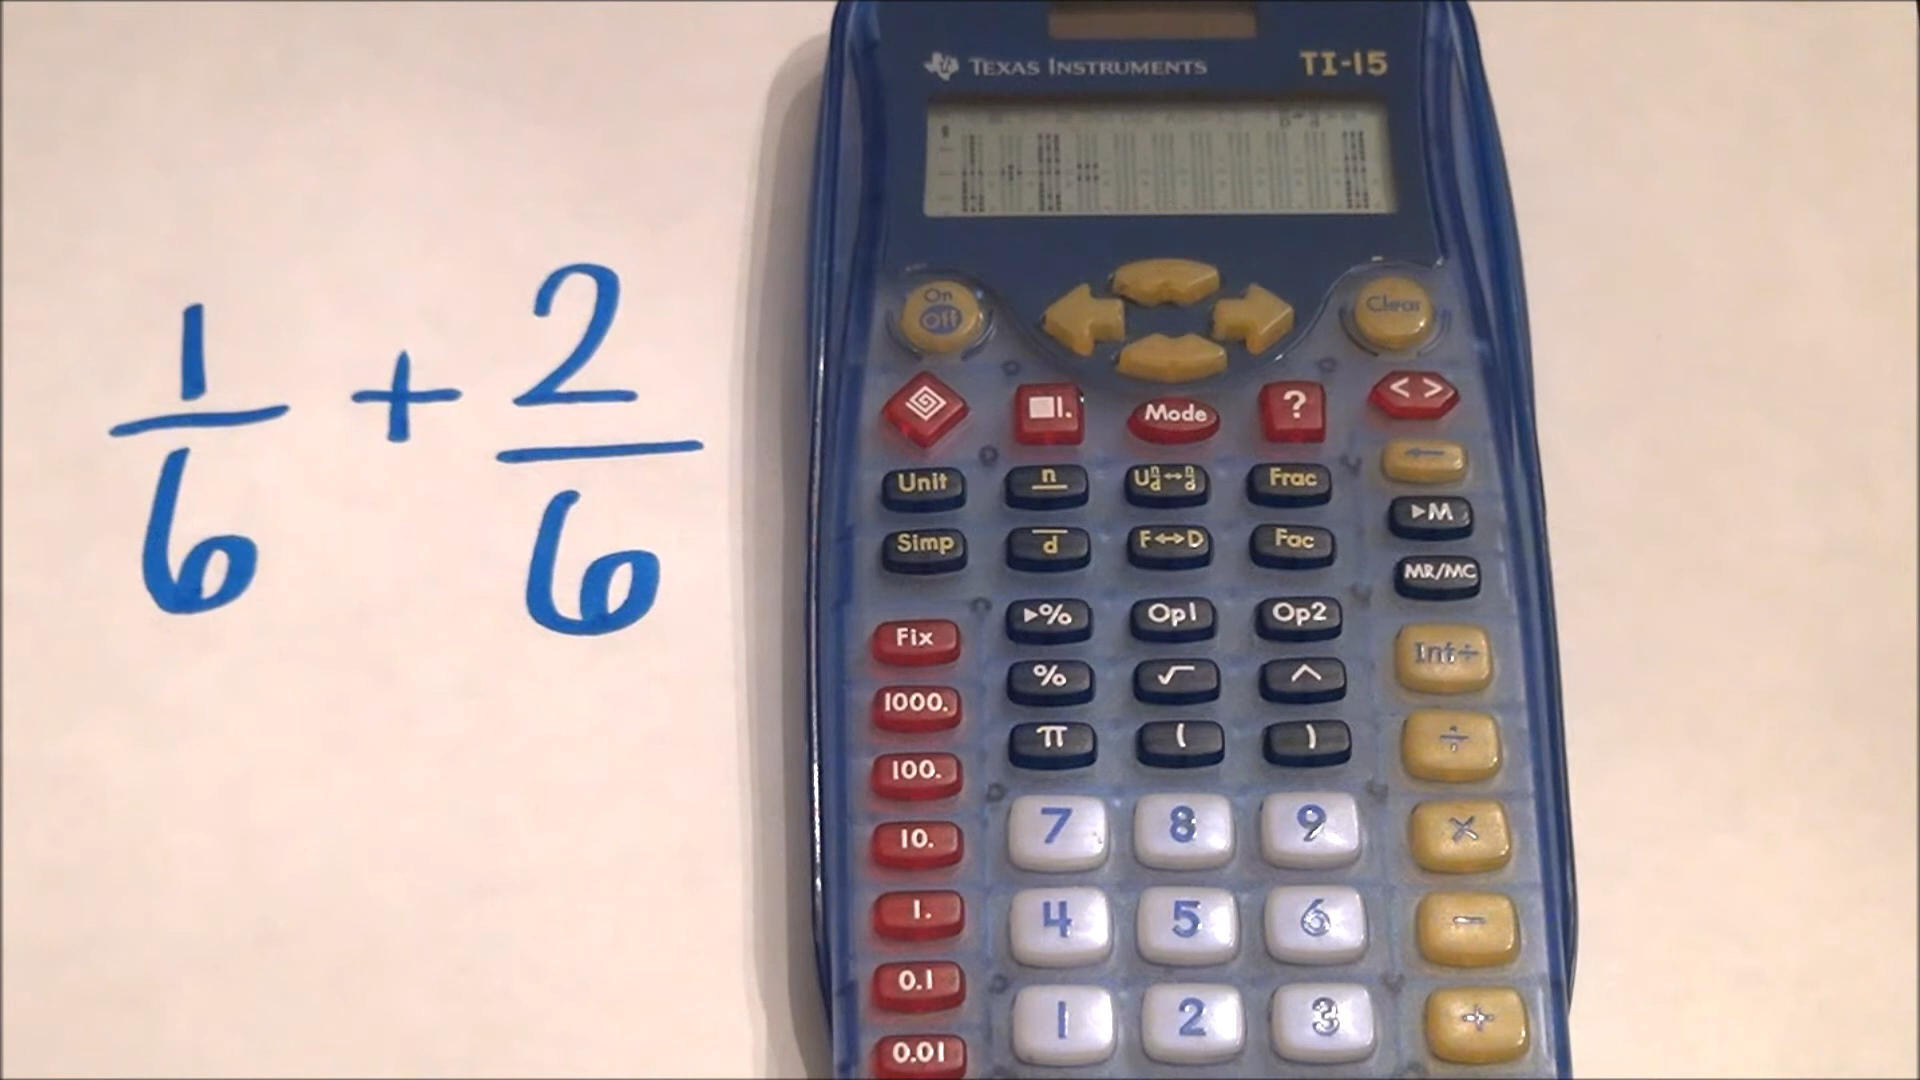 1/6 + 2/6
TEXAS INSTRUMENTS TI-15
On
Off
Clear
■1. Mode ? < >
←
Unit n U n/d ↔ n/d Frac
▸M
Simp d F↔D Fac
MR/MC
▸% Op1 Op2
Fix
Int÷
% √ ^
1000.
π ( ) ÷
100.
7 8 9 ×
10.
4 5 6 −
1.
0.1
1 2 3 +
0.01